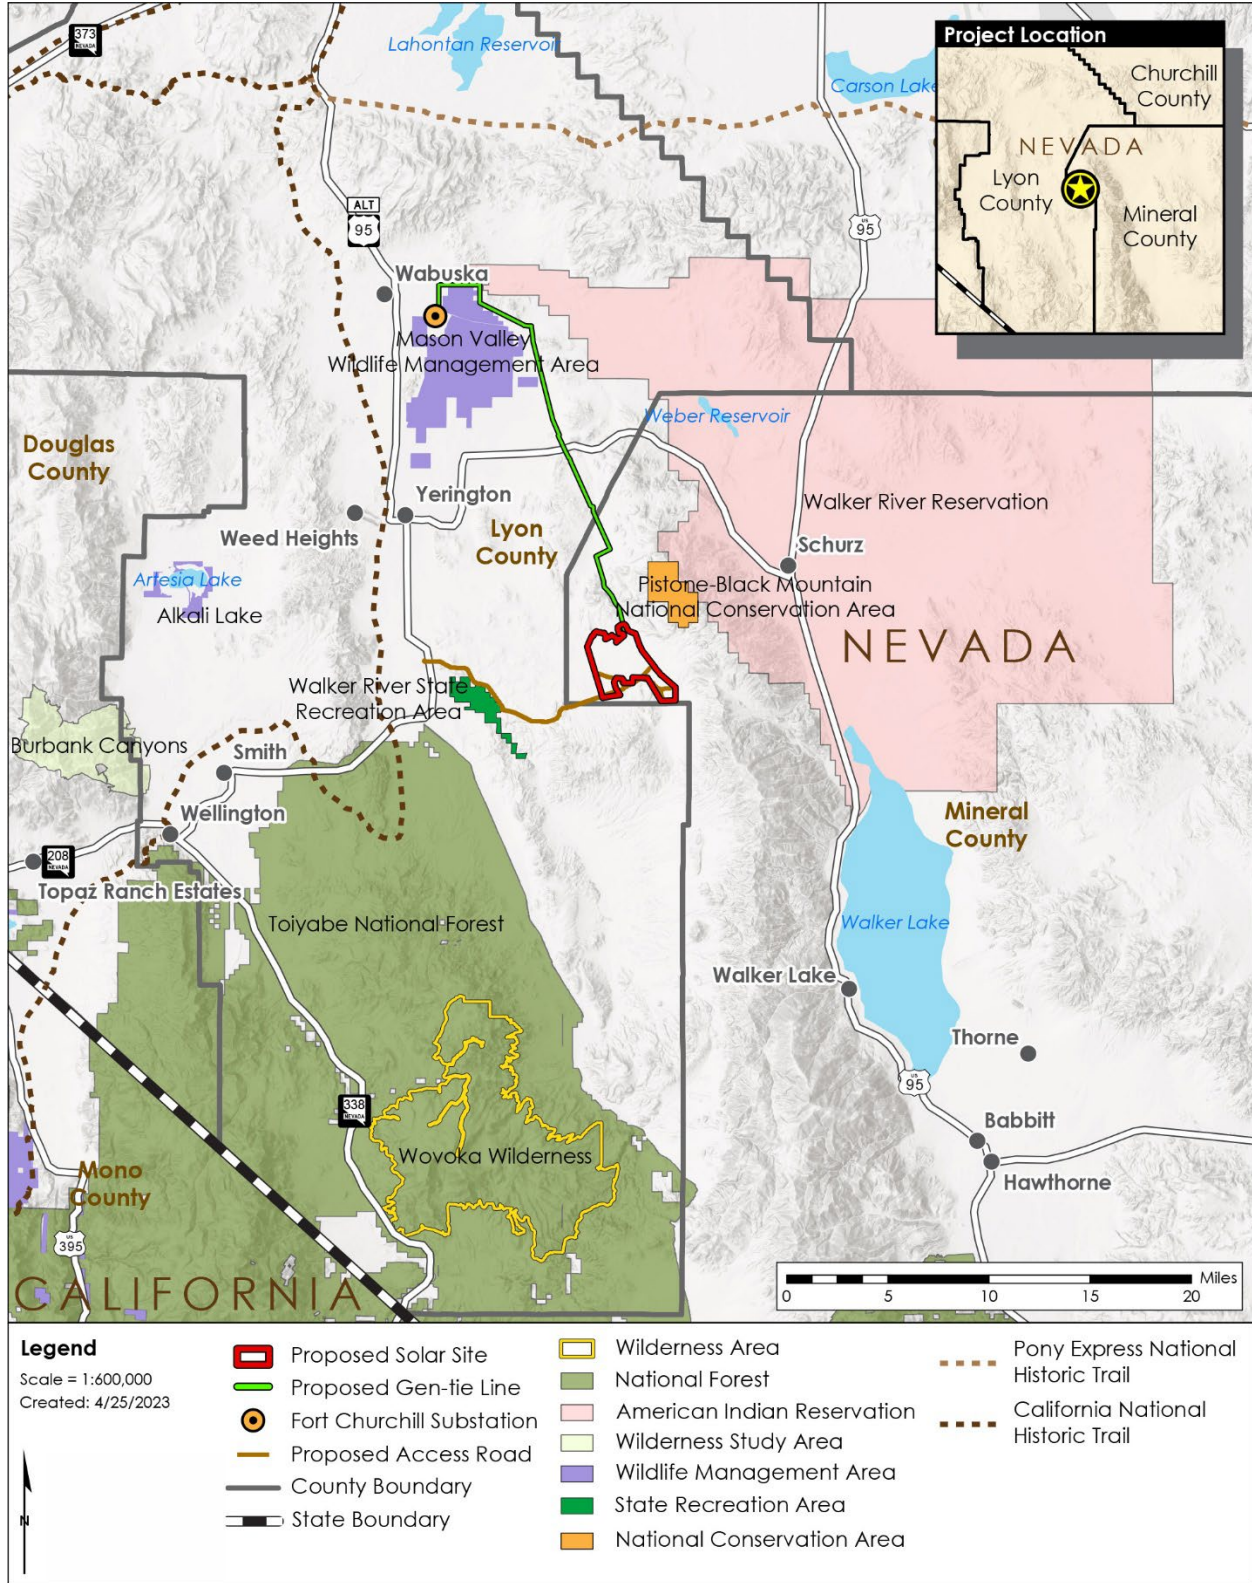 373
NEVADA
Lahontan Reservoir
Carson Lake
Project Location
Churchill
County
NEVADA
Lyon
County
Mineral
County
ALT
95
US
95
Wabuska
Mason Valley
Wildlife Management Area
Weber Reservoir
Douglas
County
Yerington
Walker River Reservation
Weed Heights
Lyon
County
Schurz
Artesia Lake
Alkali Lake
Pistone-Black Mountain
National Conservation Area
NEVADA
Walker River State
Recreation Area
Burbank Canyons
Smith
Wellington
Mineral
County
208
NEVADA
Topaz Ranch Estates
Toiyabe National Forest
Walker Lake
Walker Lake
Thorne
US
95
338
NEVADA
Babbitt
Wovoka Wilderness
Hawthorne
Mono
County
US
395
CALIFORNIA
Miles
0 5 10 15 20
Legend
Scale = 1:600,000
Created: 4/25/2023
N
Proposed Solar Site
Proposed Gen-tie Line
Fort Churchill Substation
Proposed Access Road
County Boundary
State Boundary
Wilderness Area
National Forest
American Indian Reservation
Wilderness Study Area
Wildlife Management Area
State Recreation Area
National Conservation Area
Pony Express National
Historic Trail
California National
Historic Trail